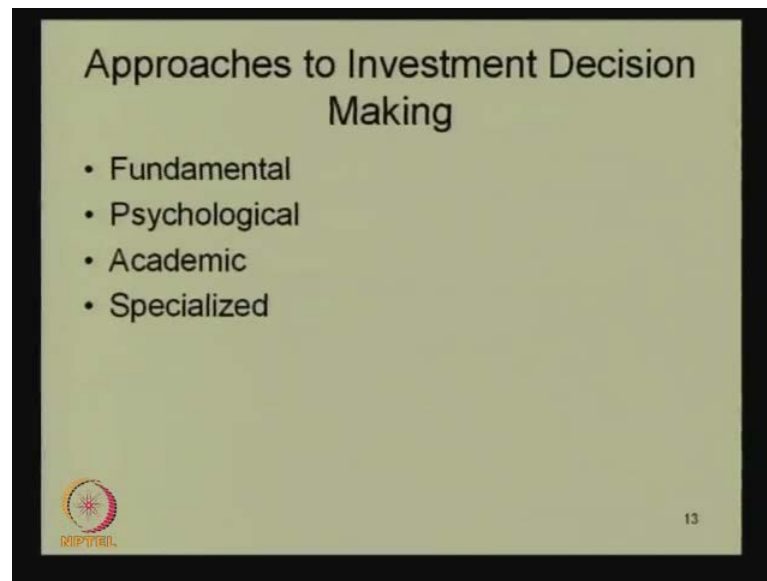 Approaches to Investment Decision
Making
• Fundamental
• Psychological
• Academic
• Specialized
NPTEL
13